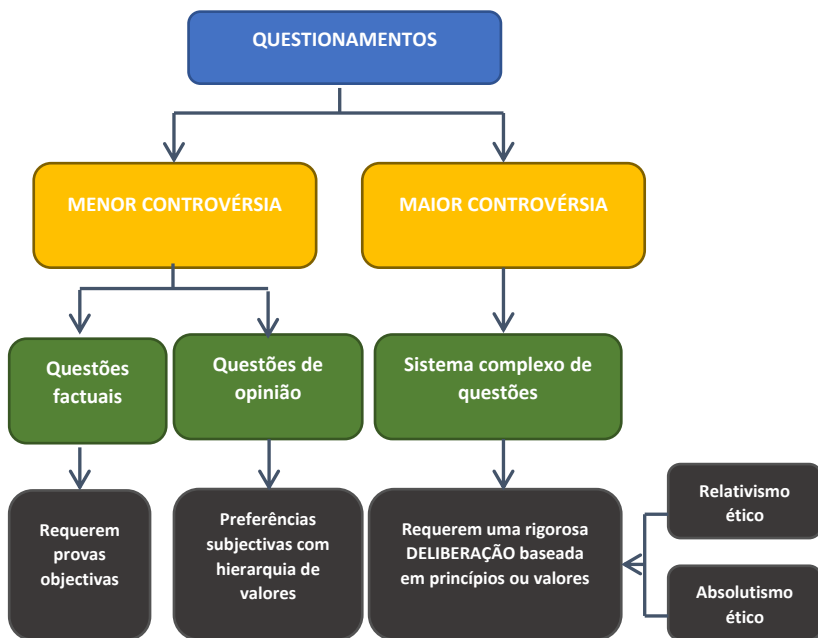 QUESTIONAMENTOS
MENOR CONTROVÉRSIA
MAIOR CONTROVÉRSIA
Questões
factuais
Questões de
opinião
Sistema complexo de
questões
Requerem
provas
objectivas
Preferências
subjectivas com
hierarquia de
valores
Requerem uma rigorosa
DELIBERAÇÃO baseada
em princípios ou valores
Relativismo
ético
Absolutismo
ético